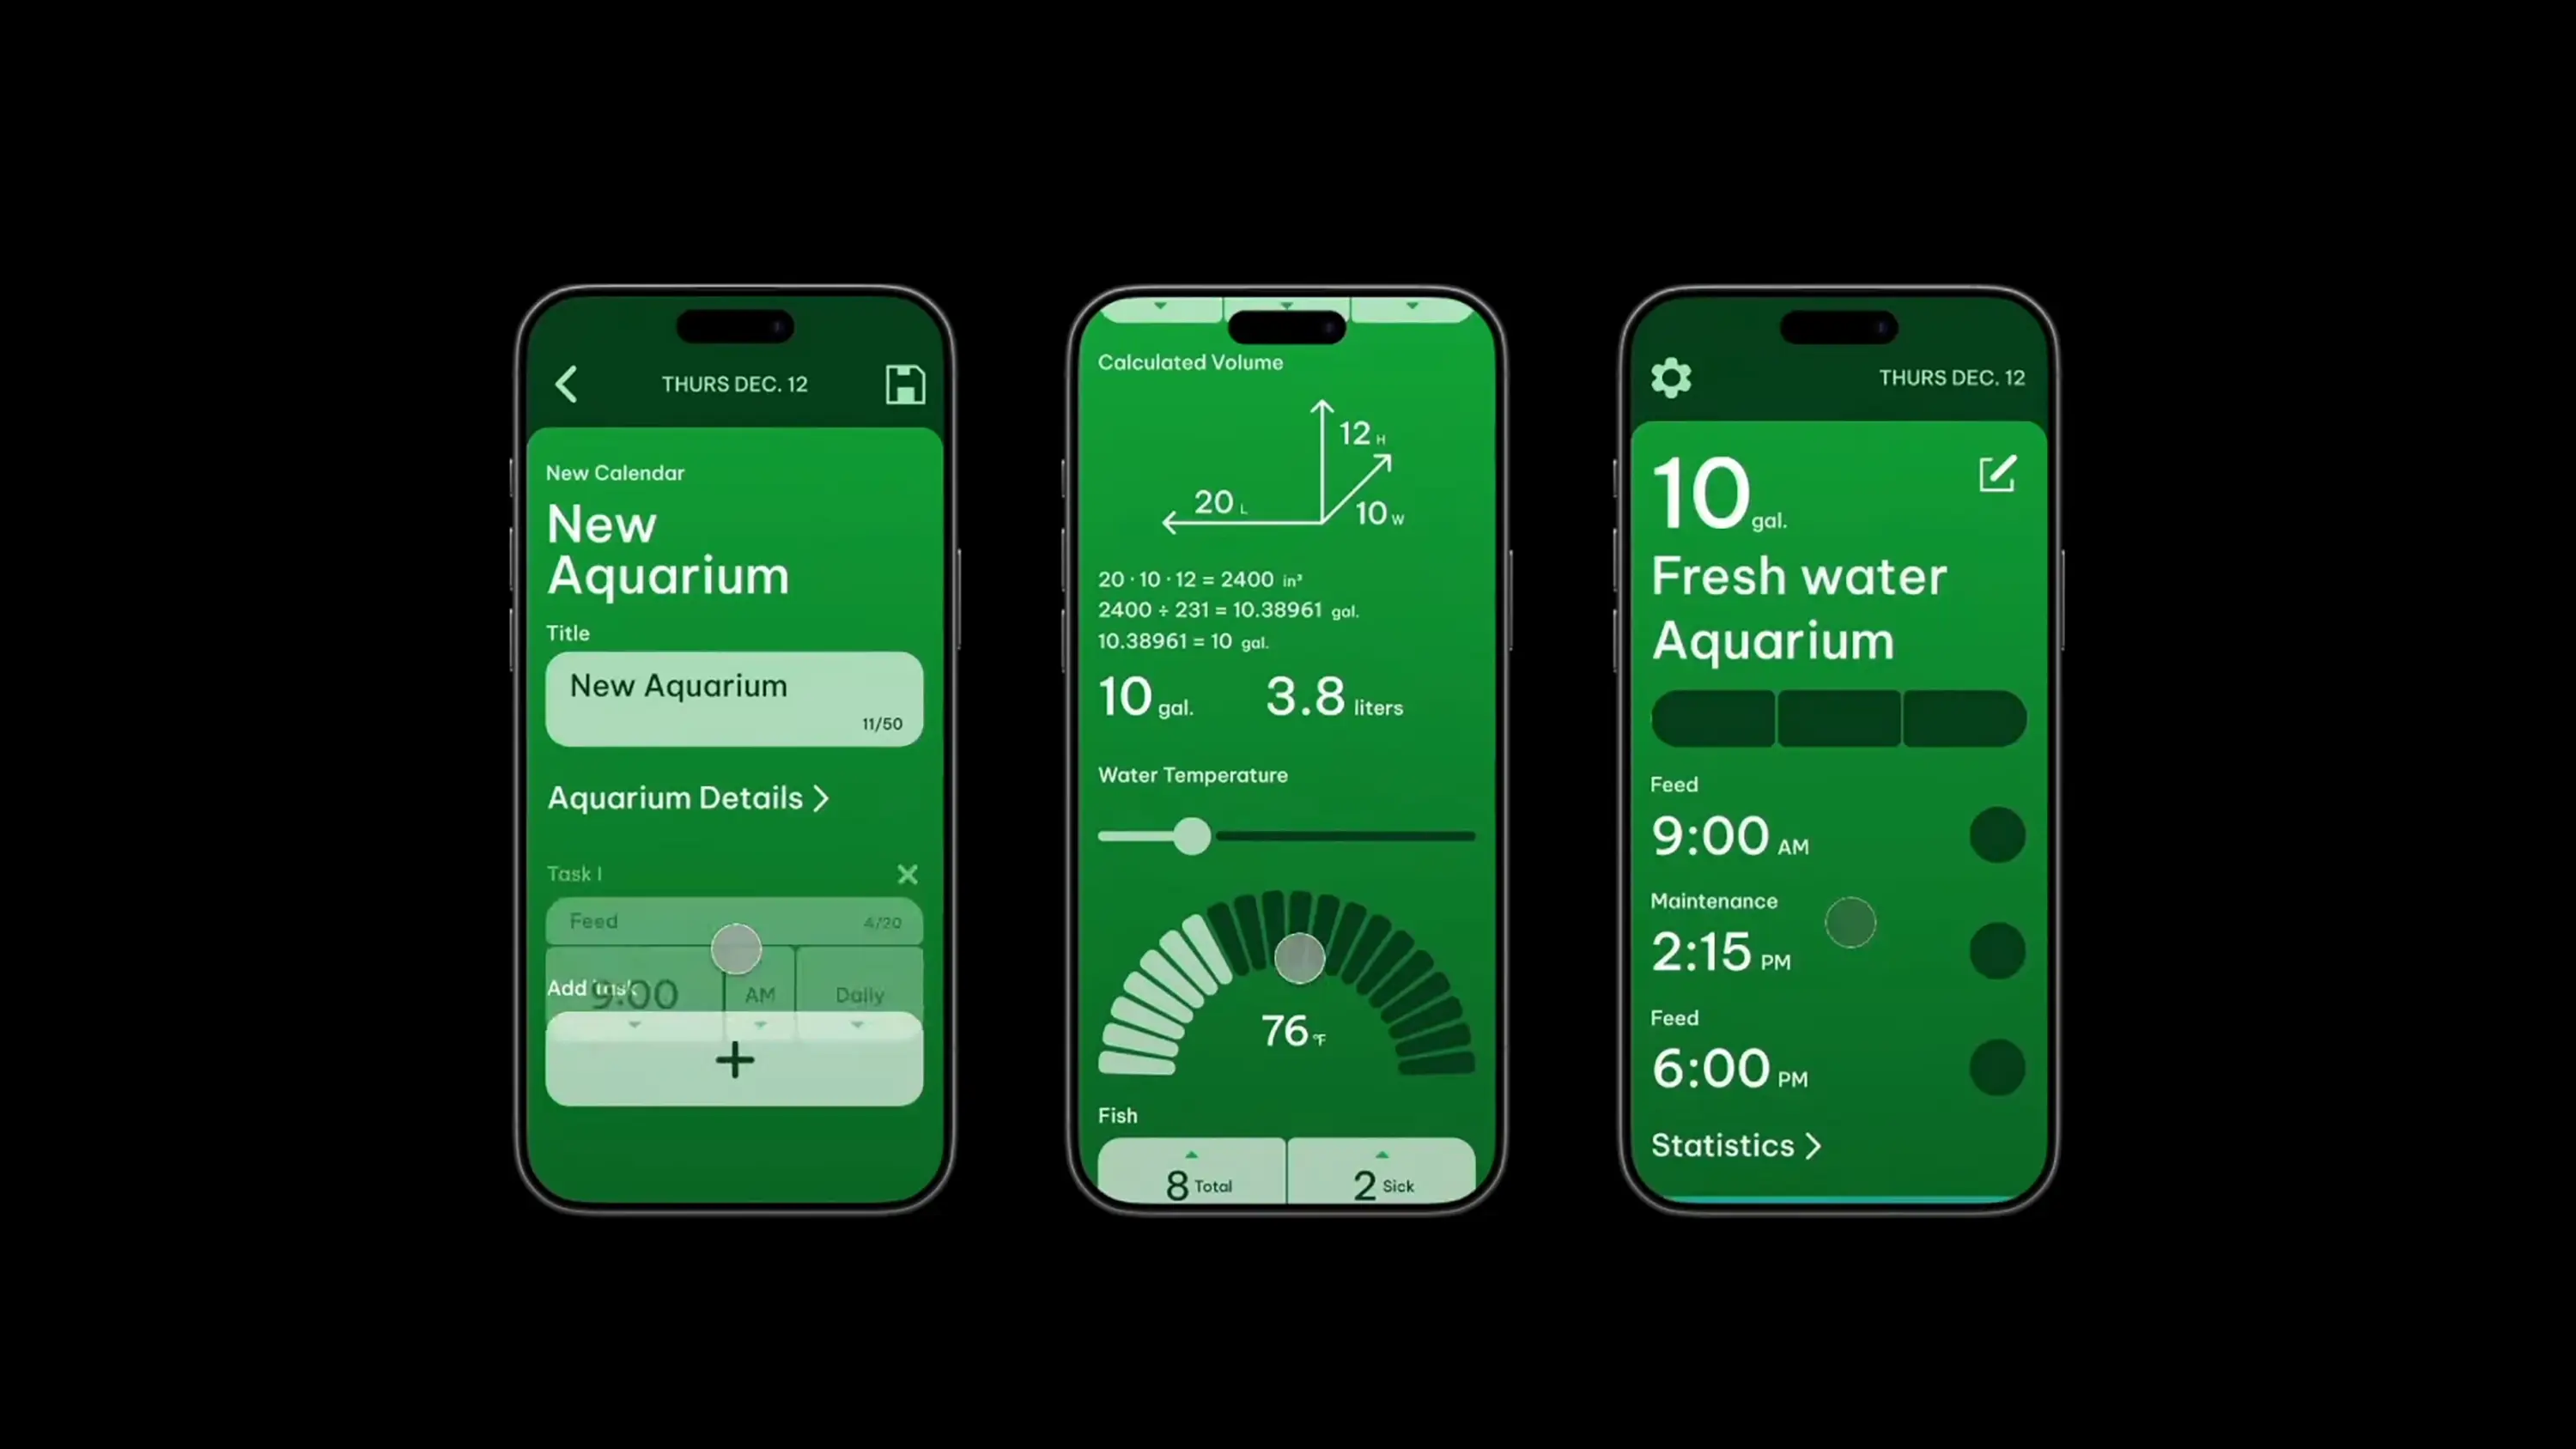 THURS DEC. 12
New Calendar
New
Aquarium
Title
New Aquarium
11/50
Aquarium Details
Task I
Feed 4/20
9:00 AM Daily
Add task
Calculated Volume
12 H
20 L
10 W
20 · 10 · 12 = 2400 in³
2400 ÷ 231 = 10.38961 gal.
10.38961 = 10 gal.
10 gal. 3.8 liters
Water Temperature
76 °F
Fish
8 Total 2 Sick
THURS DEC. 12
10 gal.
Fresh water
Aquarium
Feed
9:00 AM
Maintenance
2:15 PM
Feed
6:00 PM
Statistics